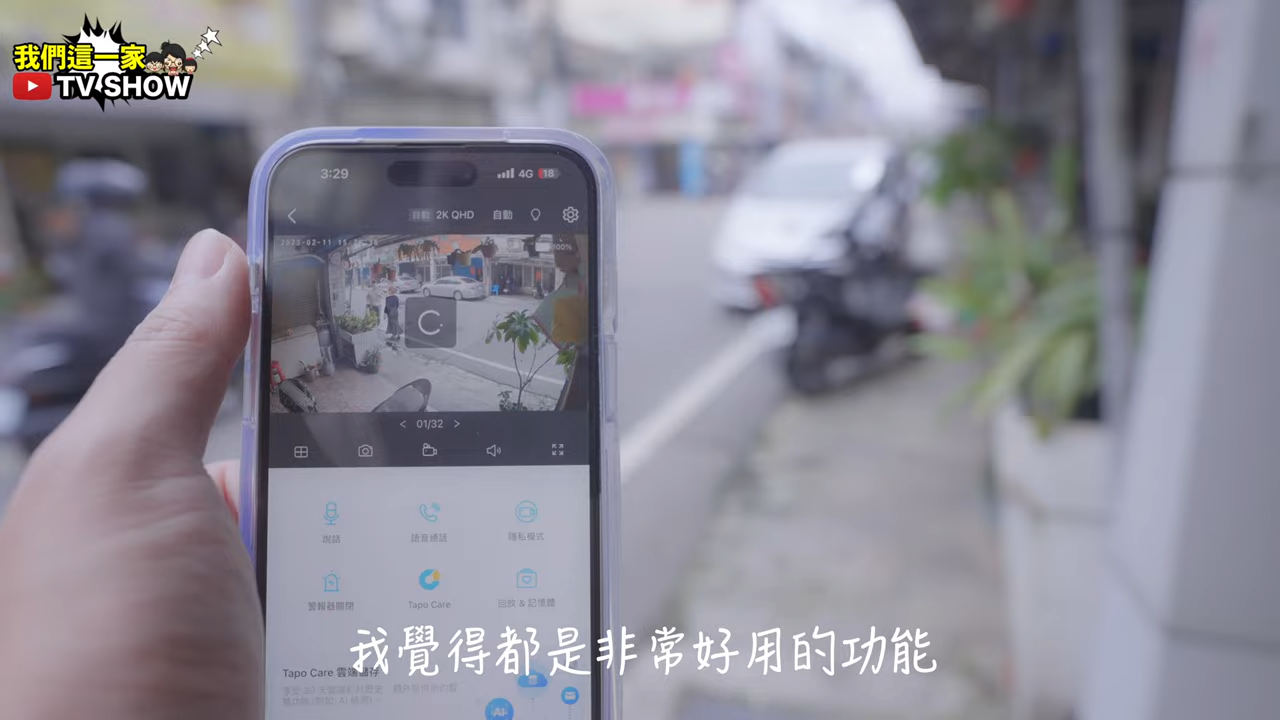 我們這一家
TV SHOW
3:29
4G 18
2K QHD 自動
100%
< 01/32 >
說話 語音通話 隱私模式
警報器關閉 Tapo Care 回放 & 記憶體
我覺得都是非常好用的功能
Tapo Care 雲端儲存
AI